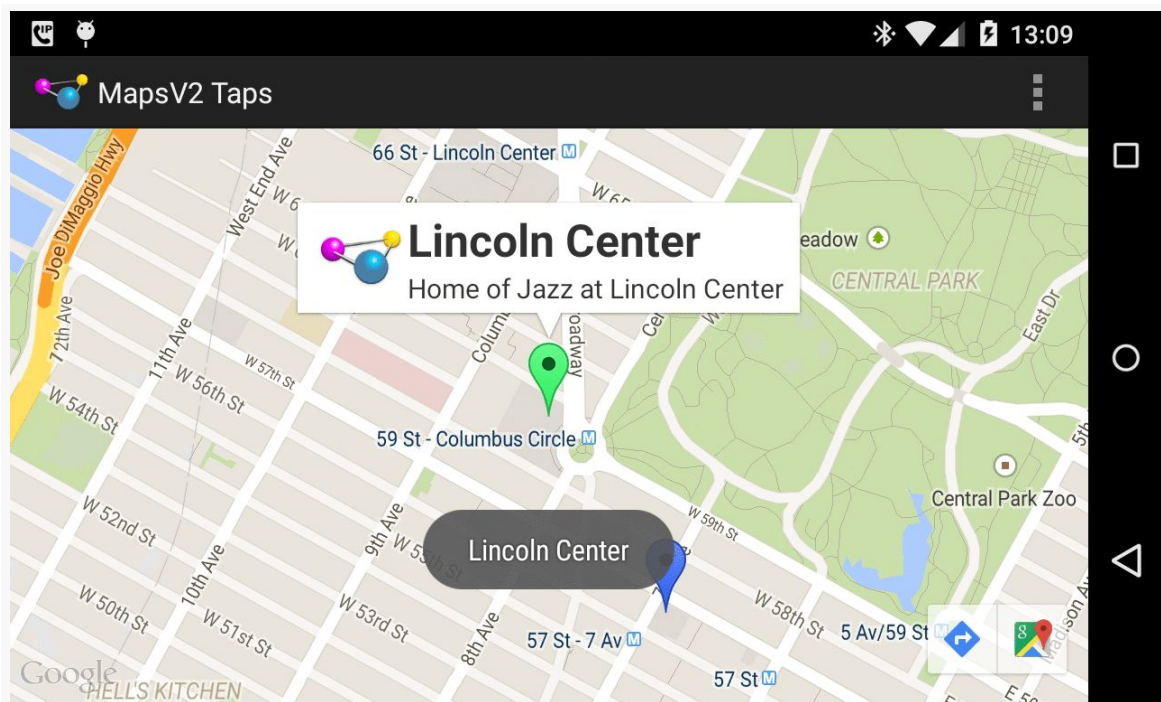 13:09
MapsV2 Taps
66 St - Lincoln Center M
Joe DiMaggio Hwy
West End Ave
Lincoln Center
Home of Jazz at Lincoln Center
eadow
CENTRAL PARK
East Dr
12th Ave
11th Ave
Colum
roadway
W 57th St
W 56th St
W 54th St
59 St - Columbus Circle M
Central Park Zoo
W 52nd St
9th Ave
W 59th St
Lincoln Center
10th Ave
W 50th St
W 51st St
W 53rd St
8th Ave
57 St - 7 Av M
W 58th St
5 Av/59 St M
57 St M
Google
HELL'S KITCHEN